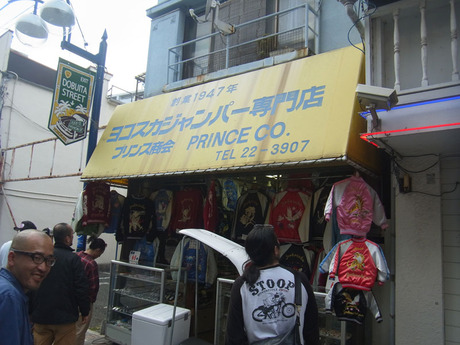 EXIT
DOBUITA
STREET
創業1947年
ヨコスカジャンパー専門店
プリンス商会 PRINCE CO.
TEL 22-3907
STOOP